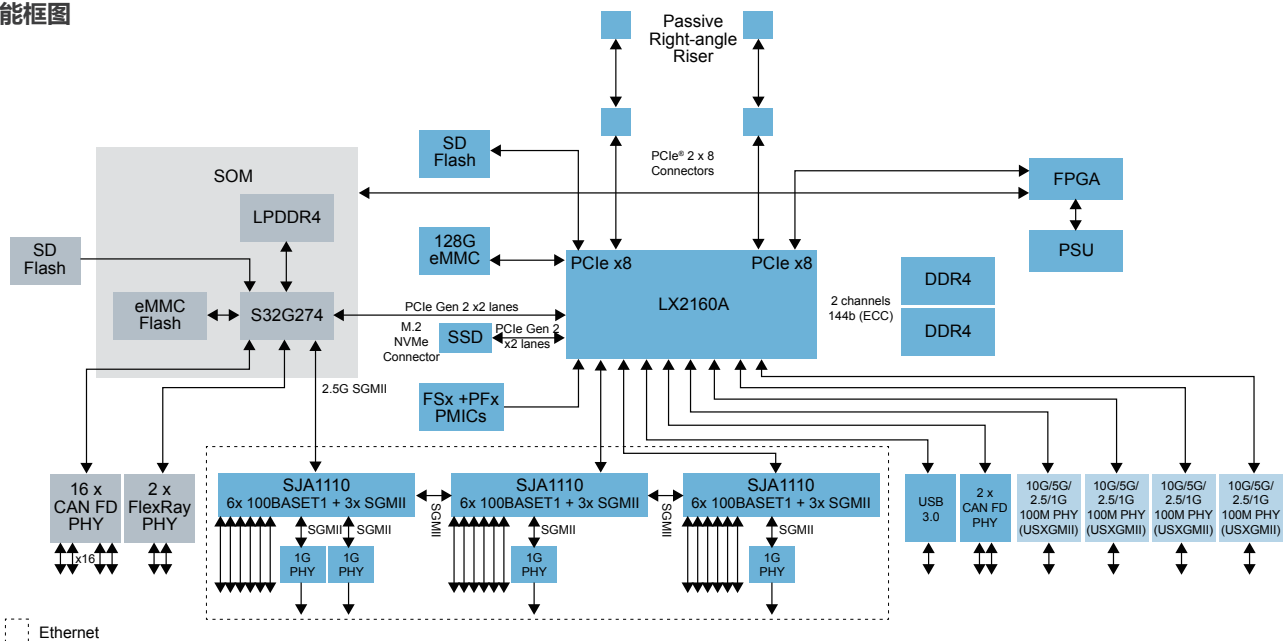 能框图
Passive
Right-angle
Riser
PCIe® 2 x 8
Connectors
SD
Flash
FPGA
PSU
SOM
LPDDR4
SD
Flash
eMMC
Flash
S32G274
128G
eMMC
PCIe x8
PCIe x8
LX2160A
2 channels
144b (ECC)
DDR4
DDR4
PCIe Gen 2 x2 lanes
M.2
NVMe
Connector
SSD
PCIe Gen 2
x2 lanes
2.5G SGMII
FSx +PFx
PMICs
16 x
CAN FD
PHY
x16
2 x
FlexRay
PHY
SJA1110
6x 100BASET1 + 3x SGMII
SGMII
SGMII
1G
PHY
1G
PHY
SGMII
SJA1110
6x 100BASET1 + 3x SGMII
SGMII
1G
PHY
SGMII
SJA1110
6x 100BASET1 + 3x SGMII
SGMII
1G
PHY
USB
3.0
2 x
CAN FD
PHY
10G/5G/
2.5/1G
100M PHY
(USXGMII)
10G/5G/
2.5/1G
100M PHY
(USXGMII)
10G/5G/
2.5/1G
100M PHY
(USXGMII)
10G/5G/
2.5/1G
100M PHY
(USXGMII)
Ethernet